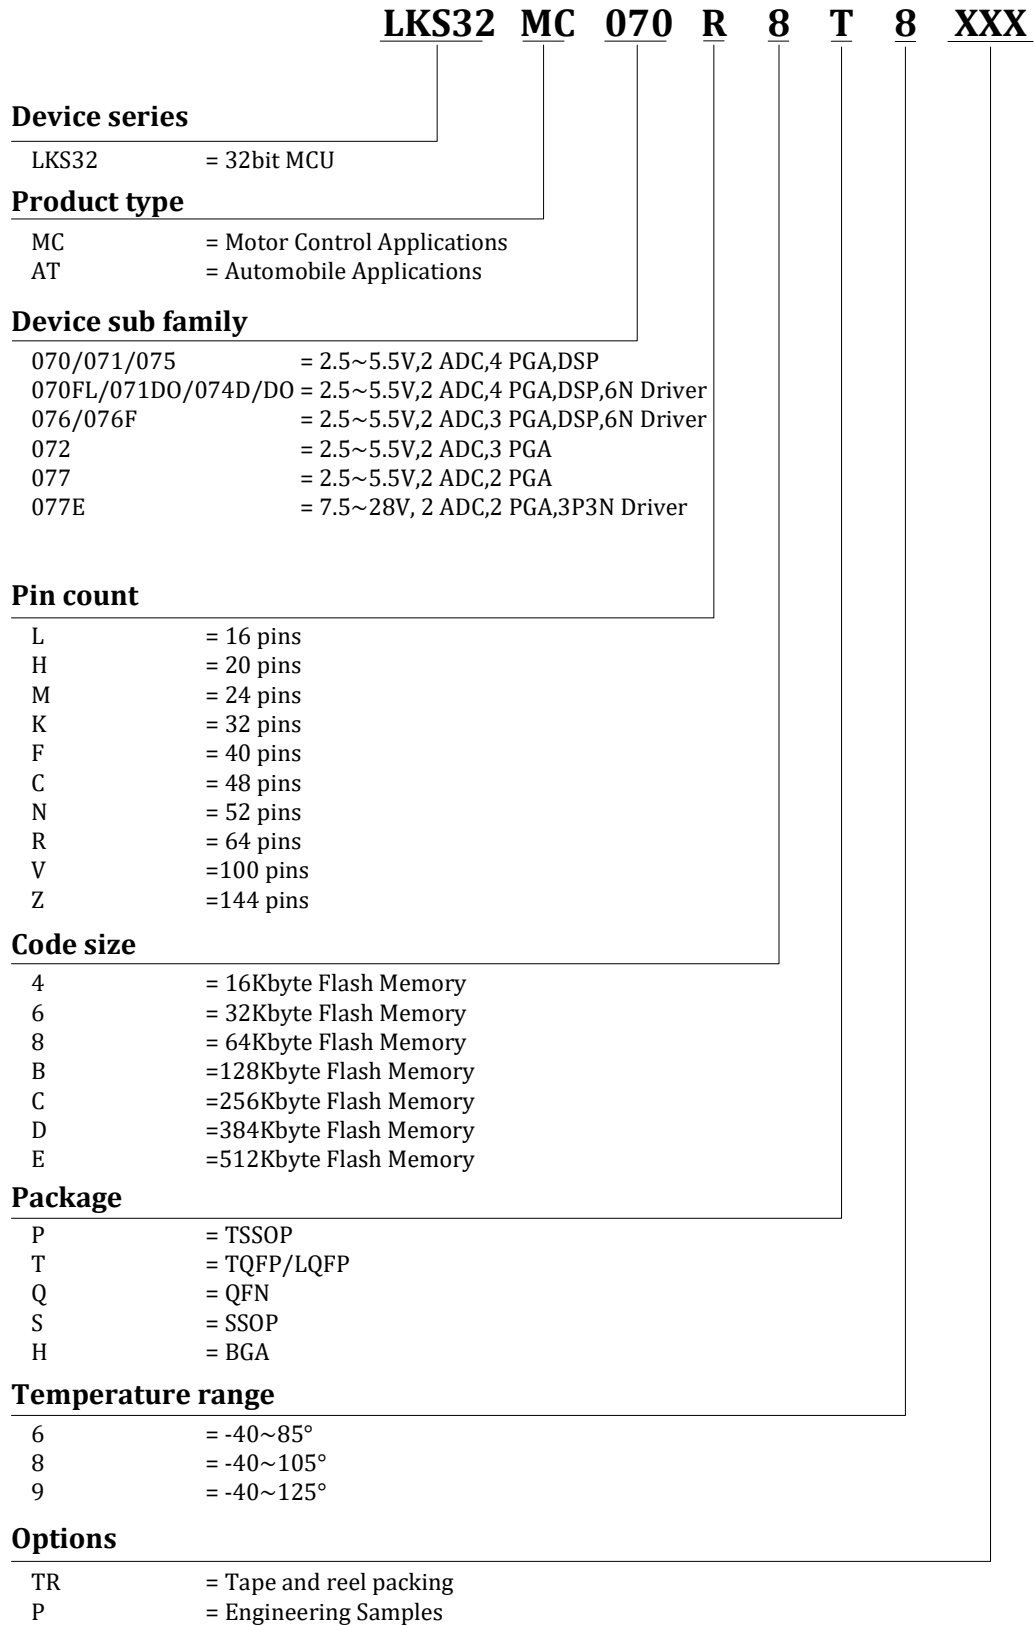 LKS32 MC 070 R 8 T 8 XXX
Device series
LKS32 = 32bit MCU
Product type
MC = Motor Control Applications
AT = Automobile Applications
Device sub family
070/071/075 = 2.5~5.5V,2 ADC,4 PGA,DSP
070FL/071DO/074D/DO = 2.5~5.5V,2 ADC,4 PGA,DSP,6N Driver
076/076F = 2.5~5.5V,2 ADC,3 PGA,DSP,6N Driver
072 = 2.5~5.5V,2 ADC,3 PGA
077 = 2.5~5.5V,2 ADC,2 PGA
077E = 7.5~28V, 2 ADC,2 PGA,3P3N Driver
Pin count
L = 16 pins
H = 20 pins
M = 24 pins
K = 32 pins
F = 40 pins
C = 48 pins
N = 52 pins
R = 64 pins
V =100 pins
Z =144 pins
Code size
4 = 16Kbyte Flash Memory
6 = 32Kbyte Flash Memory
8 = 64Kbyte Flash Memory
B =128Kbyte Flash Memory
C =256Kbyte Flash Memory
D =384Kbyte Flash Memory
E =512Kbyte Flash Memory
Package
P = TSSOP
T = TQFP/LQFP
Q = QFN
S = SSOP
H = BGA
Temperature range
6 = -40~85°
8 = -40~105°
9 = -40~125°
Options
TR = Tape and reel packing
P = Engineering Samples